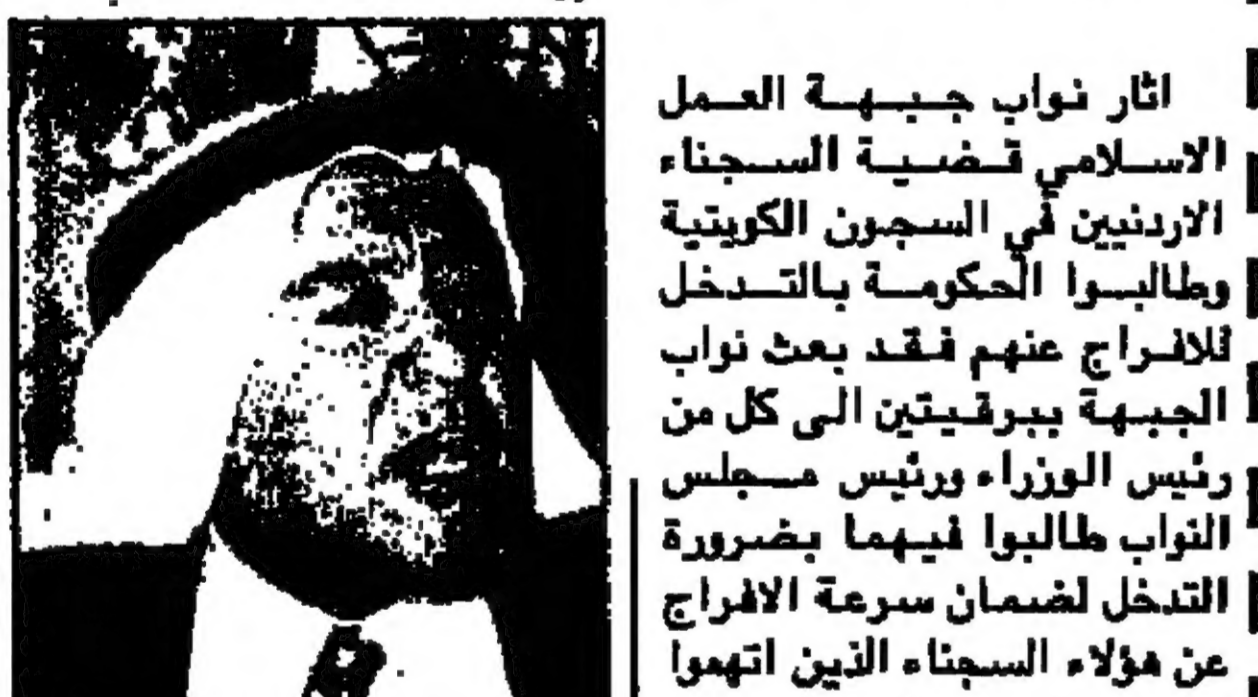 اثار نواب جبهة العمل
الاسلامي قضية السجناء
الاردنيين في السجون الكويتية
وطالبوا الحكومة بالتدخل
للافراج عنهم فقد بعث نواب
الجبهة ببرقيتين الى كل من
رئيس الوزراء ورئيس مجلس
النواب طالبوا فيهما بضرورة
التدخل لضمان سرعة الافراج
عن هؤلاء السجناء الذين اتهموا